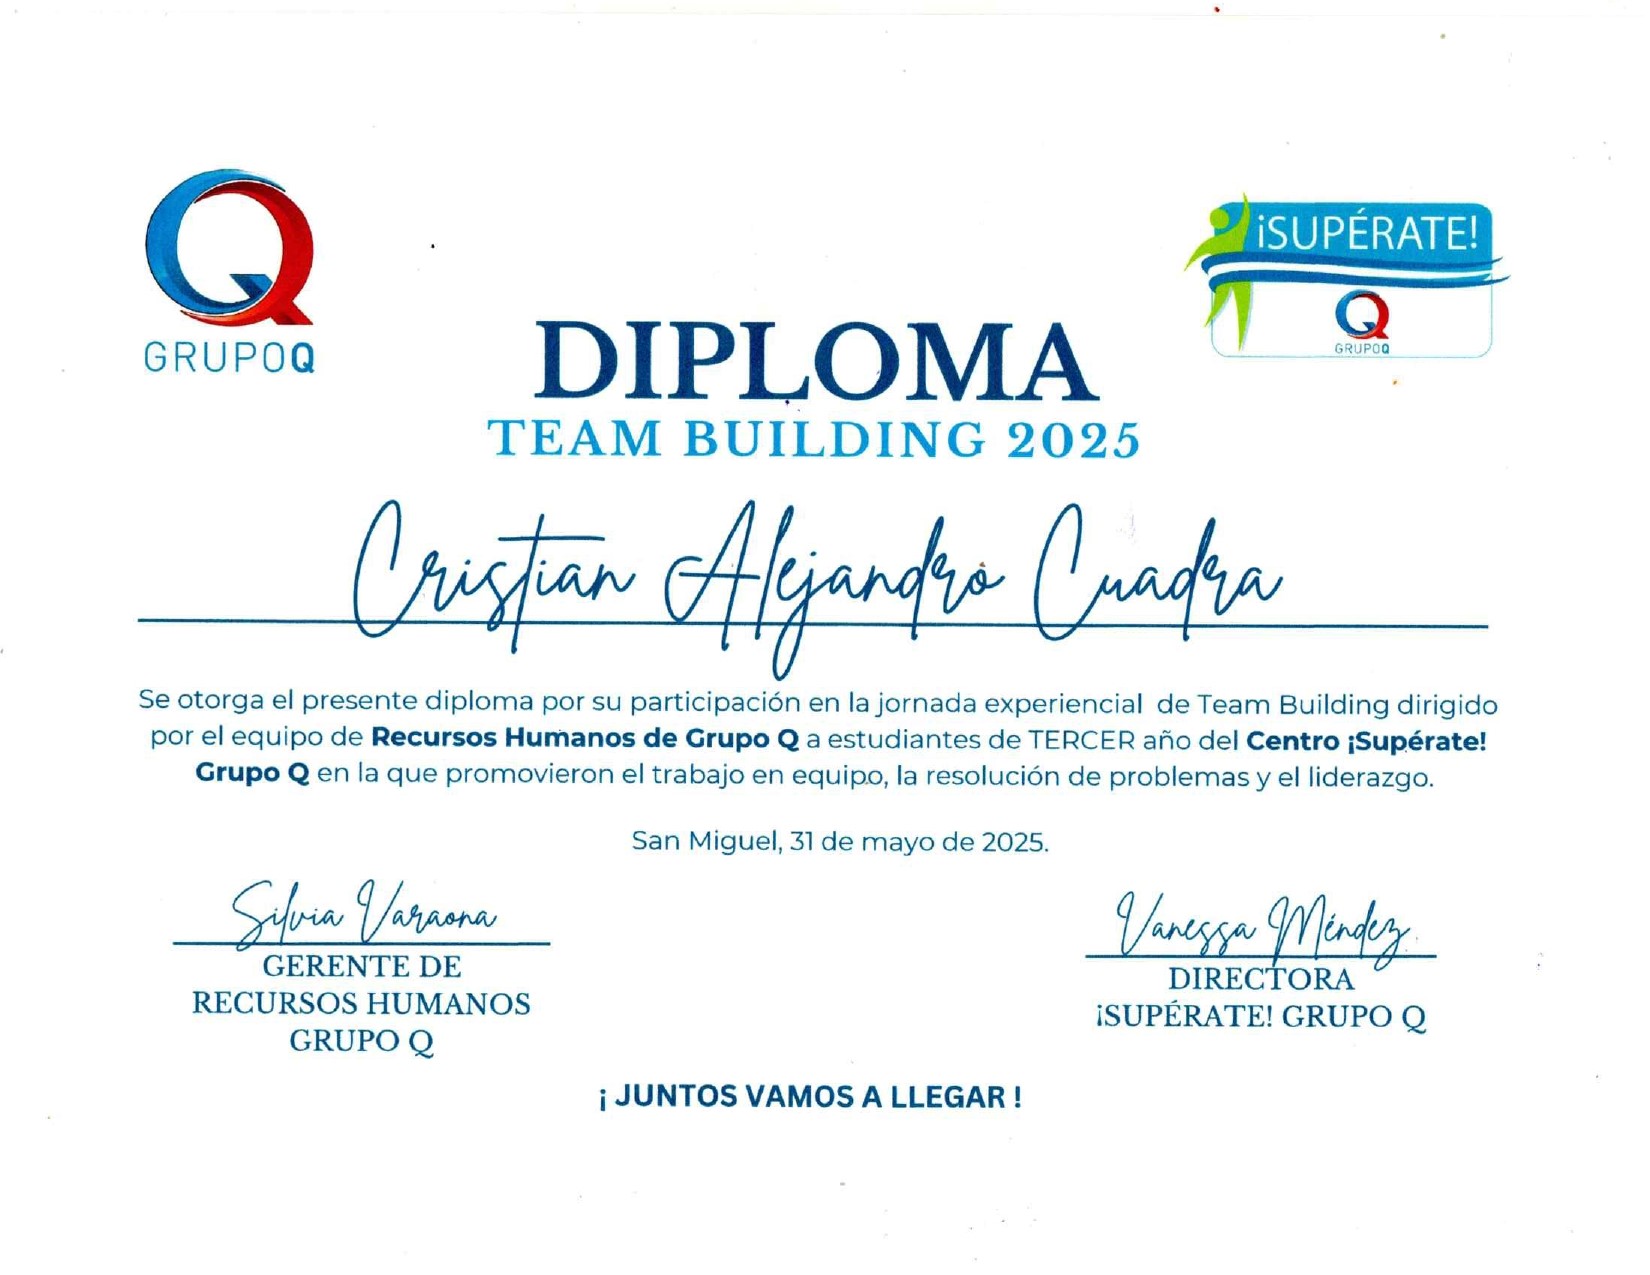 GRUPOQ
¡SUPÉRATE!
GRUPOQ
DIPLOMA
TEAM BUILDING 2025
Cristian Alejandro Cuadra
Se otorga el presente diploma por su participación en la jornada experiencial de Team Building dirigido
por el equipo de Recursos Humanos de Grupo Q a estudiantes de TERCER año del Centro ¡Supérate!
Grupo Q en la que promovieron el trabajo en equipo, la resolución de problemas y el liderazgo.
San Miguel, 31 de mayo de 2025.
Silvia Varaona
GERENTE DE
RECURSOS HUMANOS
GRUPO Q
Vanessa Méndez
DIRECTORA
¡SUPÉRATE! GRUPO Q
¡ JUNTOS VAMOS A LLEGAR !